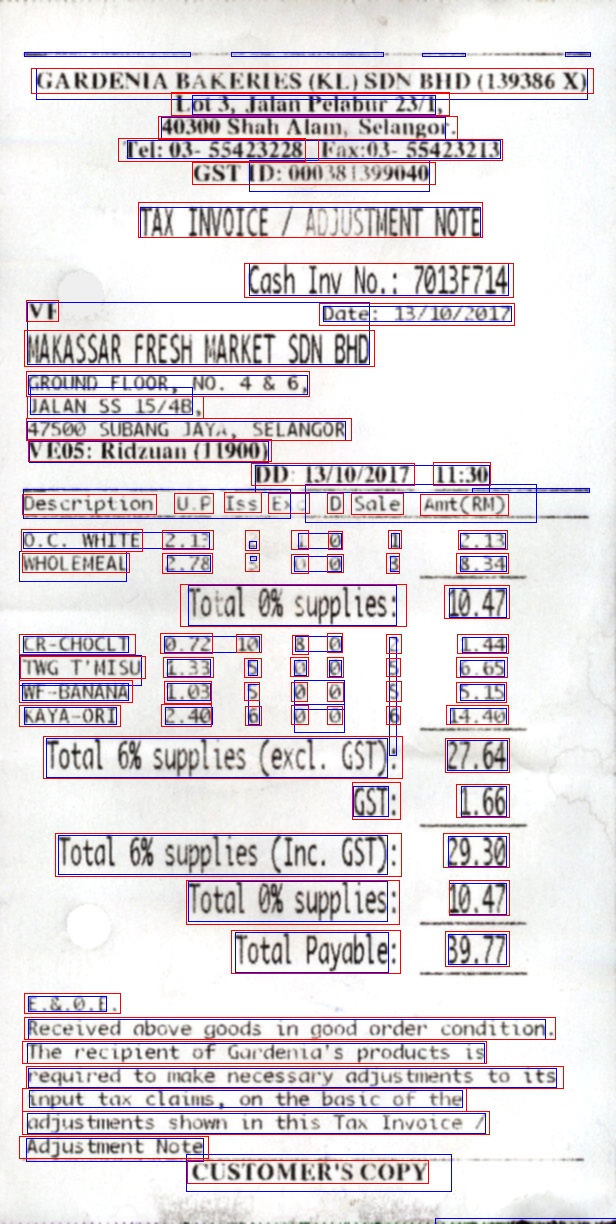 GARDENIA BAKERIES (KL) SDN BHD (139386 X)
Lot 3, Jalan Pelabur 23/1,
40300 Shah Alam, Selangor.
Tel: 03- 55423228 Fax:03- 55423213
GST ID: 000381399040
TAX INVOICE / ADJUSTMENT NOTE
Cash Inv No.: 7013F714
VE Date: 13/10/2017
MAKASSAR FRESH MARKET SDN BHD
GROUND FLOOR, NO. 4 & 6,
JALAN SS 15/4B,
47500 SUBANG JAYA, SELANGOR
VE05: Ridzuan (11900)
DD: 13/10/2017 11:30
Description U.P Iss D Sale Amt(RM)
O.C. WHITE 2.13 1 0 1 2.13
WHOLEMEAL 2.78 0 0 3 8.34
Total 0% supplies: 10.47
CR-CHOCLT 0.72 10 8 0 2 1.44
TWG T'MISU 1.33 5 0 0 5 6.65
WF-BANANA 1.03 5 0 0 5 5.15
KAYA-ORI 2.40 6 0 0 6 14.40
Total 6% supplies (excl. GST): 27.64
GST: 1.66
Total 6% supplies (Inc. GST): 29.30
Total 0% supplies: 10.47
Total Payable: 39.77
E.&.O.E.
Received above goods in good order condition.
The recipient of Gardenia's products is
required to make necessary adjustments to its
input tax claims, on the basic of the
adjustments shown in this Tax Invoice /
Adjustment Note
CUSTOMER'S COPY